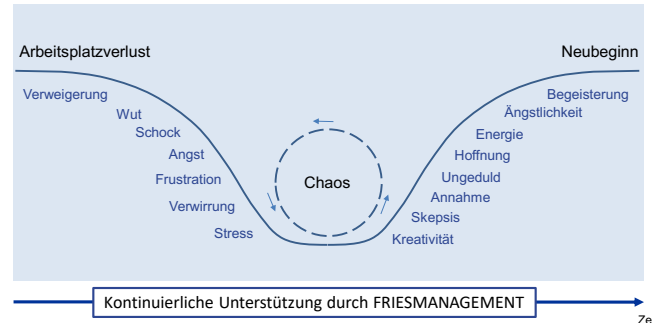 Arbeitsplatzverlust
Neubeginn
Verweigerung
Wut
Schock
Angst
Frustration
Verwirrung
Stress
Chaos
Begeisterung
Ängstlichkeit
Energie
Hoffnung
Ungeduld
Annahme
Skepsis
Kreativität
Kontinuierliche Unterstützung durch FRIESMANAGEMENT
Ze